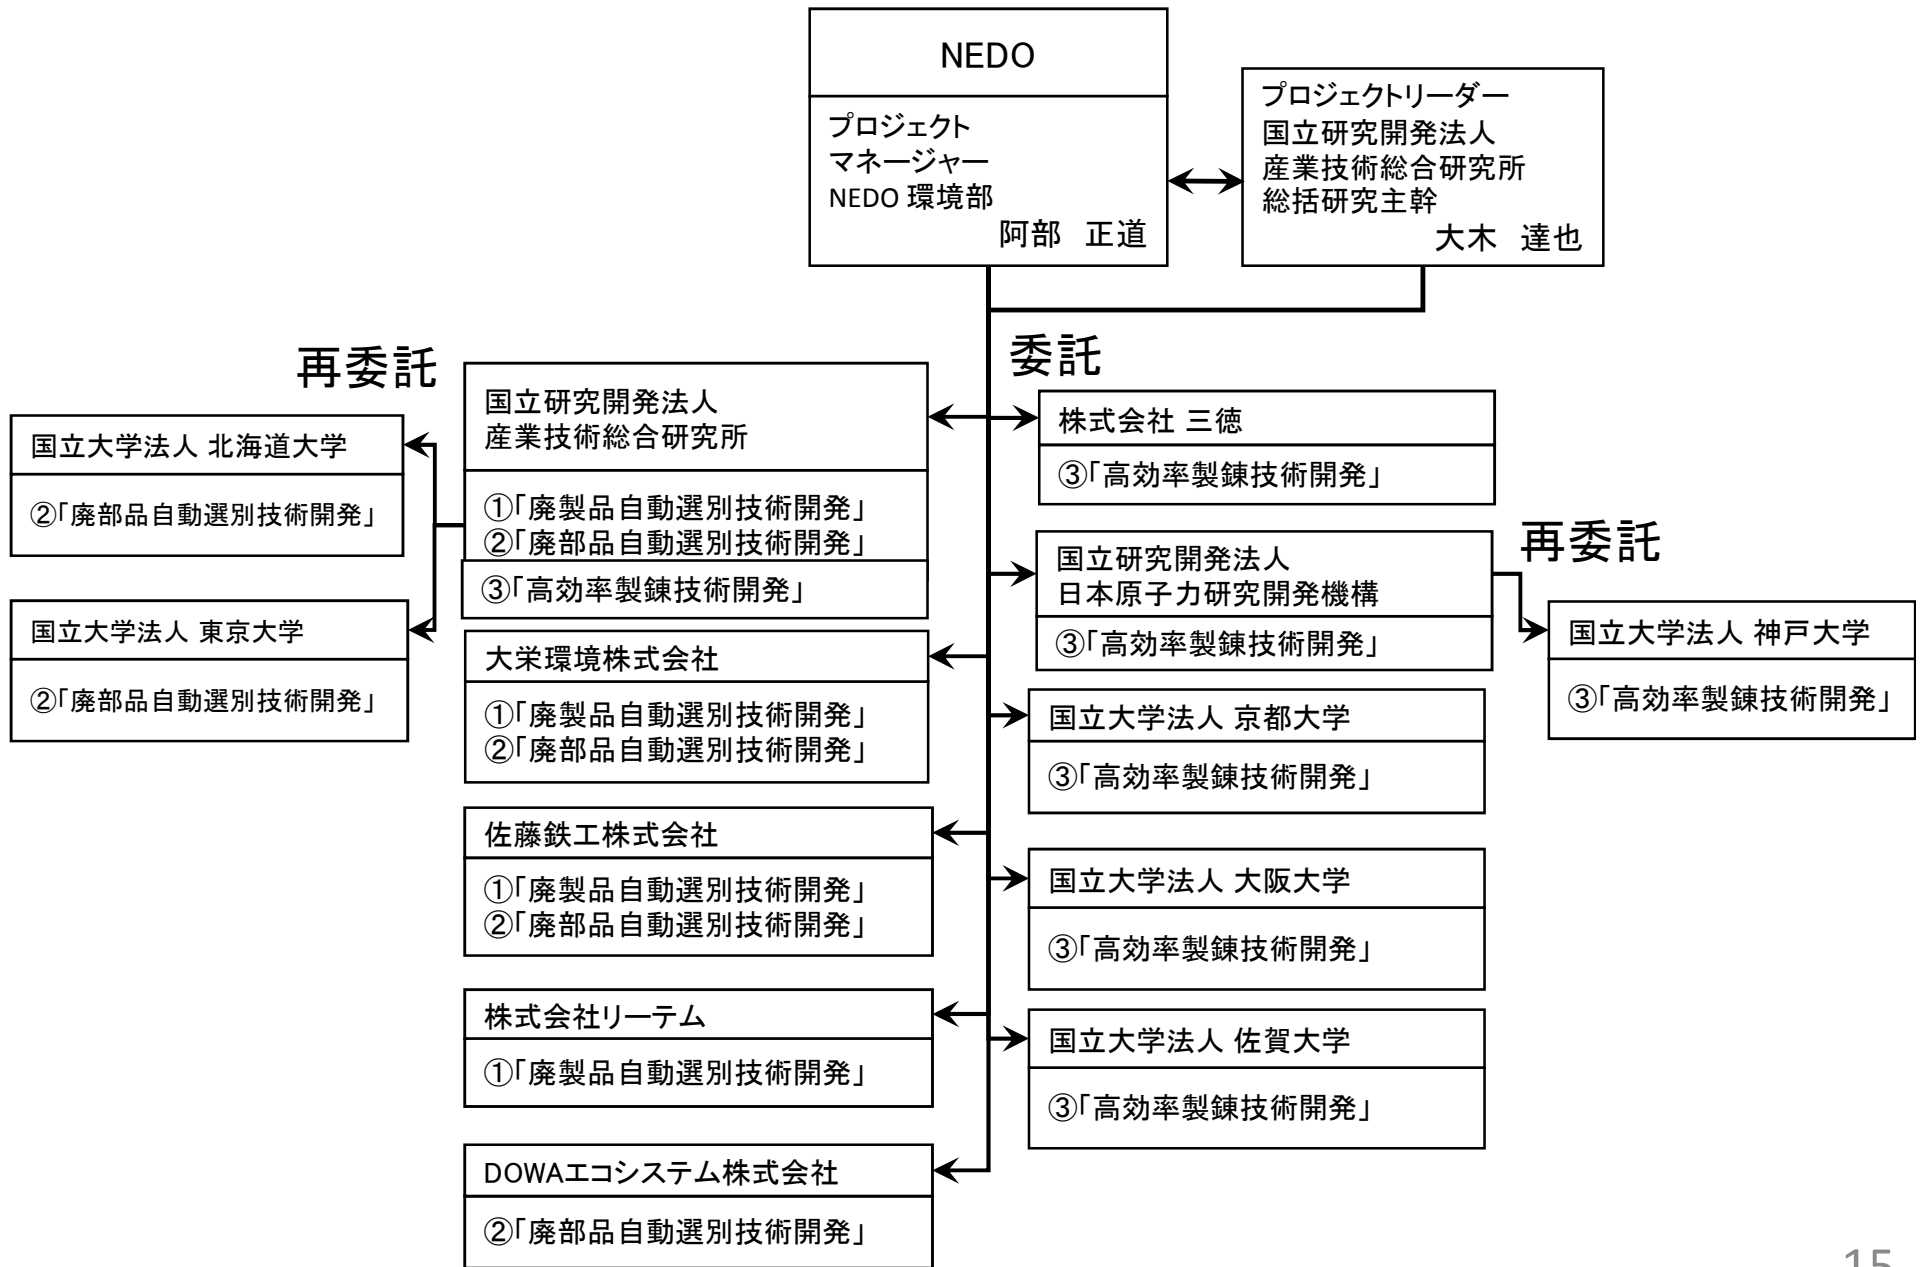 NEDO
プロジェクト
マネージャー
NEDO 環境部
阿部 正道
プロジェクトリーダー
国立研究開発法人
産業技術総合研究所
総括研究主幹
大木 達也
委託
再委託
国立研究開発法人
産業技術総合研究所
①「廃製品自動選別技術開発」
②「廃部品自動選別技術開発」
③「高効率製錬技術開発」
国立大学法人 北海道大学
②「廃部品自動選別技術開発」
国立大学法人 東京大学
②「廃部品自動選別技術開発」
大栄環境株式会社
①「廃製品自動選別技術開発」
②「廃部品自動選別技術開発」
佐藤鉄工株式会社
①「廃製品自動選別技術開発」
②「廃部品自動選別技術開発」
株式会社リーテム
①「廃製品自動選別技術開発」
DOWAエコシステム株式会社
②「廃部品自動選別技術開発」
株式会社 三徳
③「高効率製錬技術開発」
国立研究開発法人
日本原子力研究開発機構
③「高効率製錬技術開発」
再委託
国立大学法人 神戸大学
③「高効率製錬技術開発」
国立大学法人 京都大学
③「高効率製錬技術開発」
国立大学法人 大阪大学
③「高効率製錬技術開発」
国立大学法人 佐賀大学
③「高効率製錬技術開発」
15